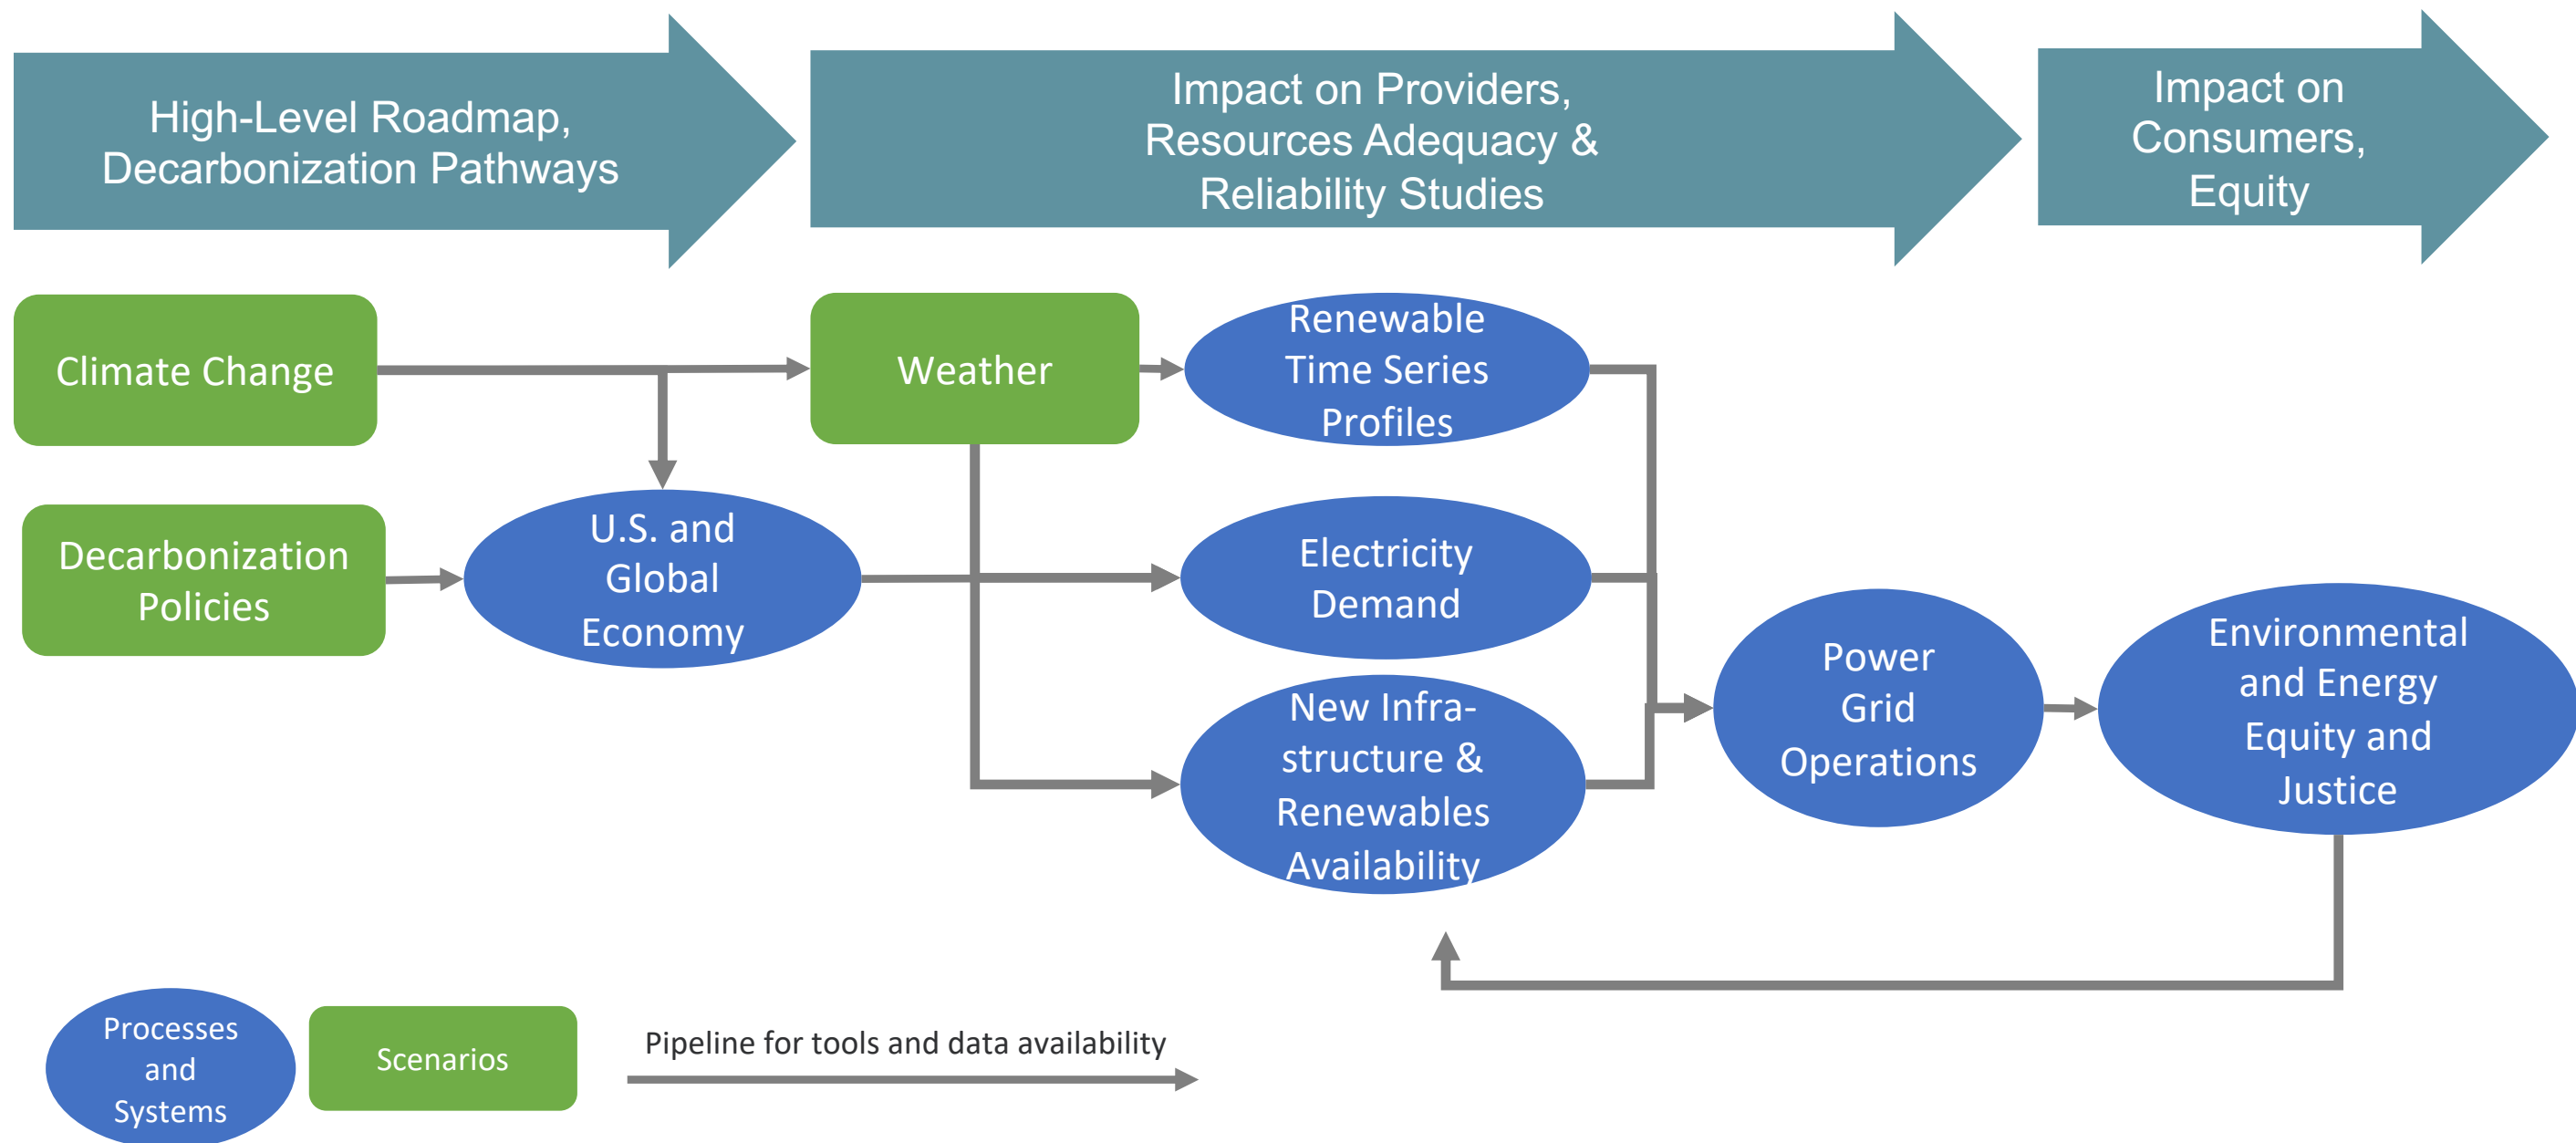 High-Level Roadmap,
Decarbonization Pathways
Impact on Providers,
Resources Adequacy &
Reliability Studies
Impact on
Consumers,
Equity
Climate Change
Weather
Renewable
Time Series
Profiles
Decarbonization
Policies
U.S. and
Global
Economy
Electricity
Demand
New Infra-
structure &
Renewables
Availability
Power
Grid
Operations
Environmental
and Energy
Equity and
Justice
Processes
and
Systems
Scenarios
Pipeline for tools and data availability